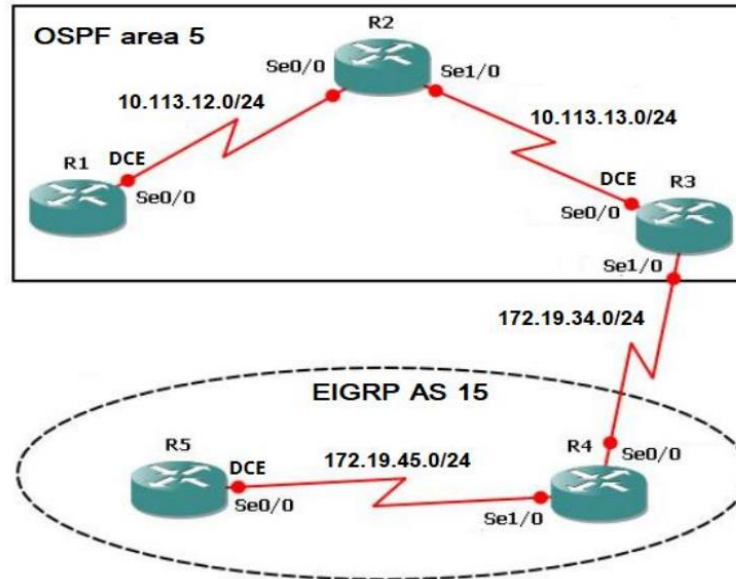 OSPF area 5
R2
Se0/0
Se1/0
10.113.12.0/24
10.113.13.0/24
R1
DCE
Se0/0
DCE
R3
Se0/0
Se1/0
172.19.34.0/24
EIGRP AS 15
R5
DCE
172.19.45.0/24
R4
Se0/0
Se0/0
Se1/0